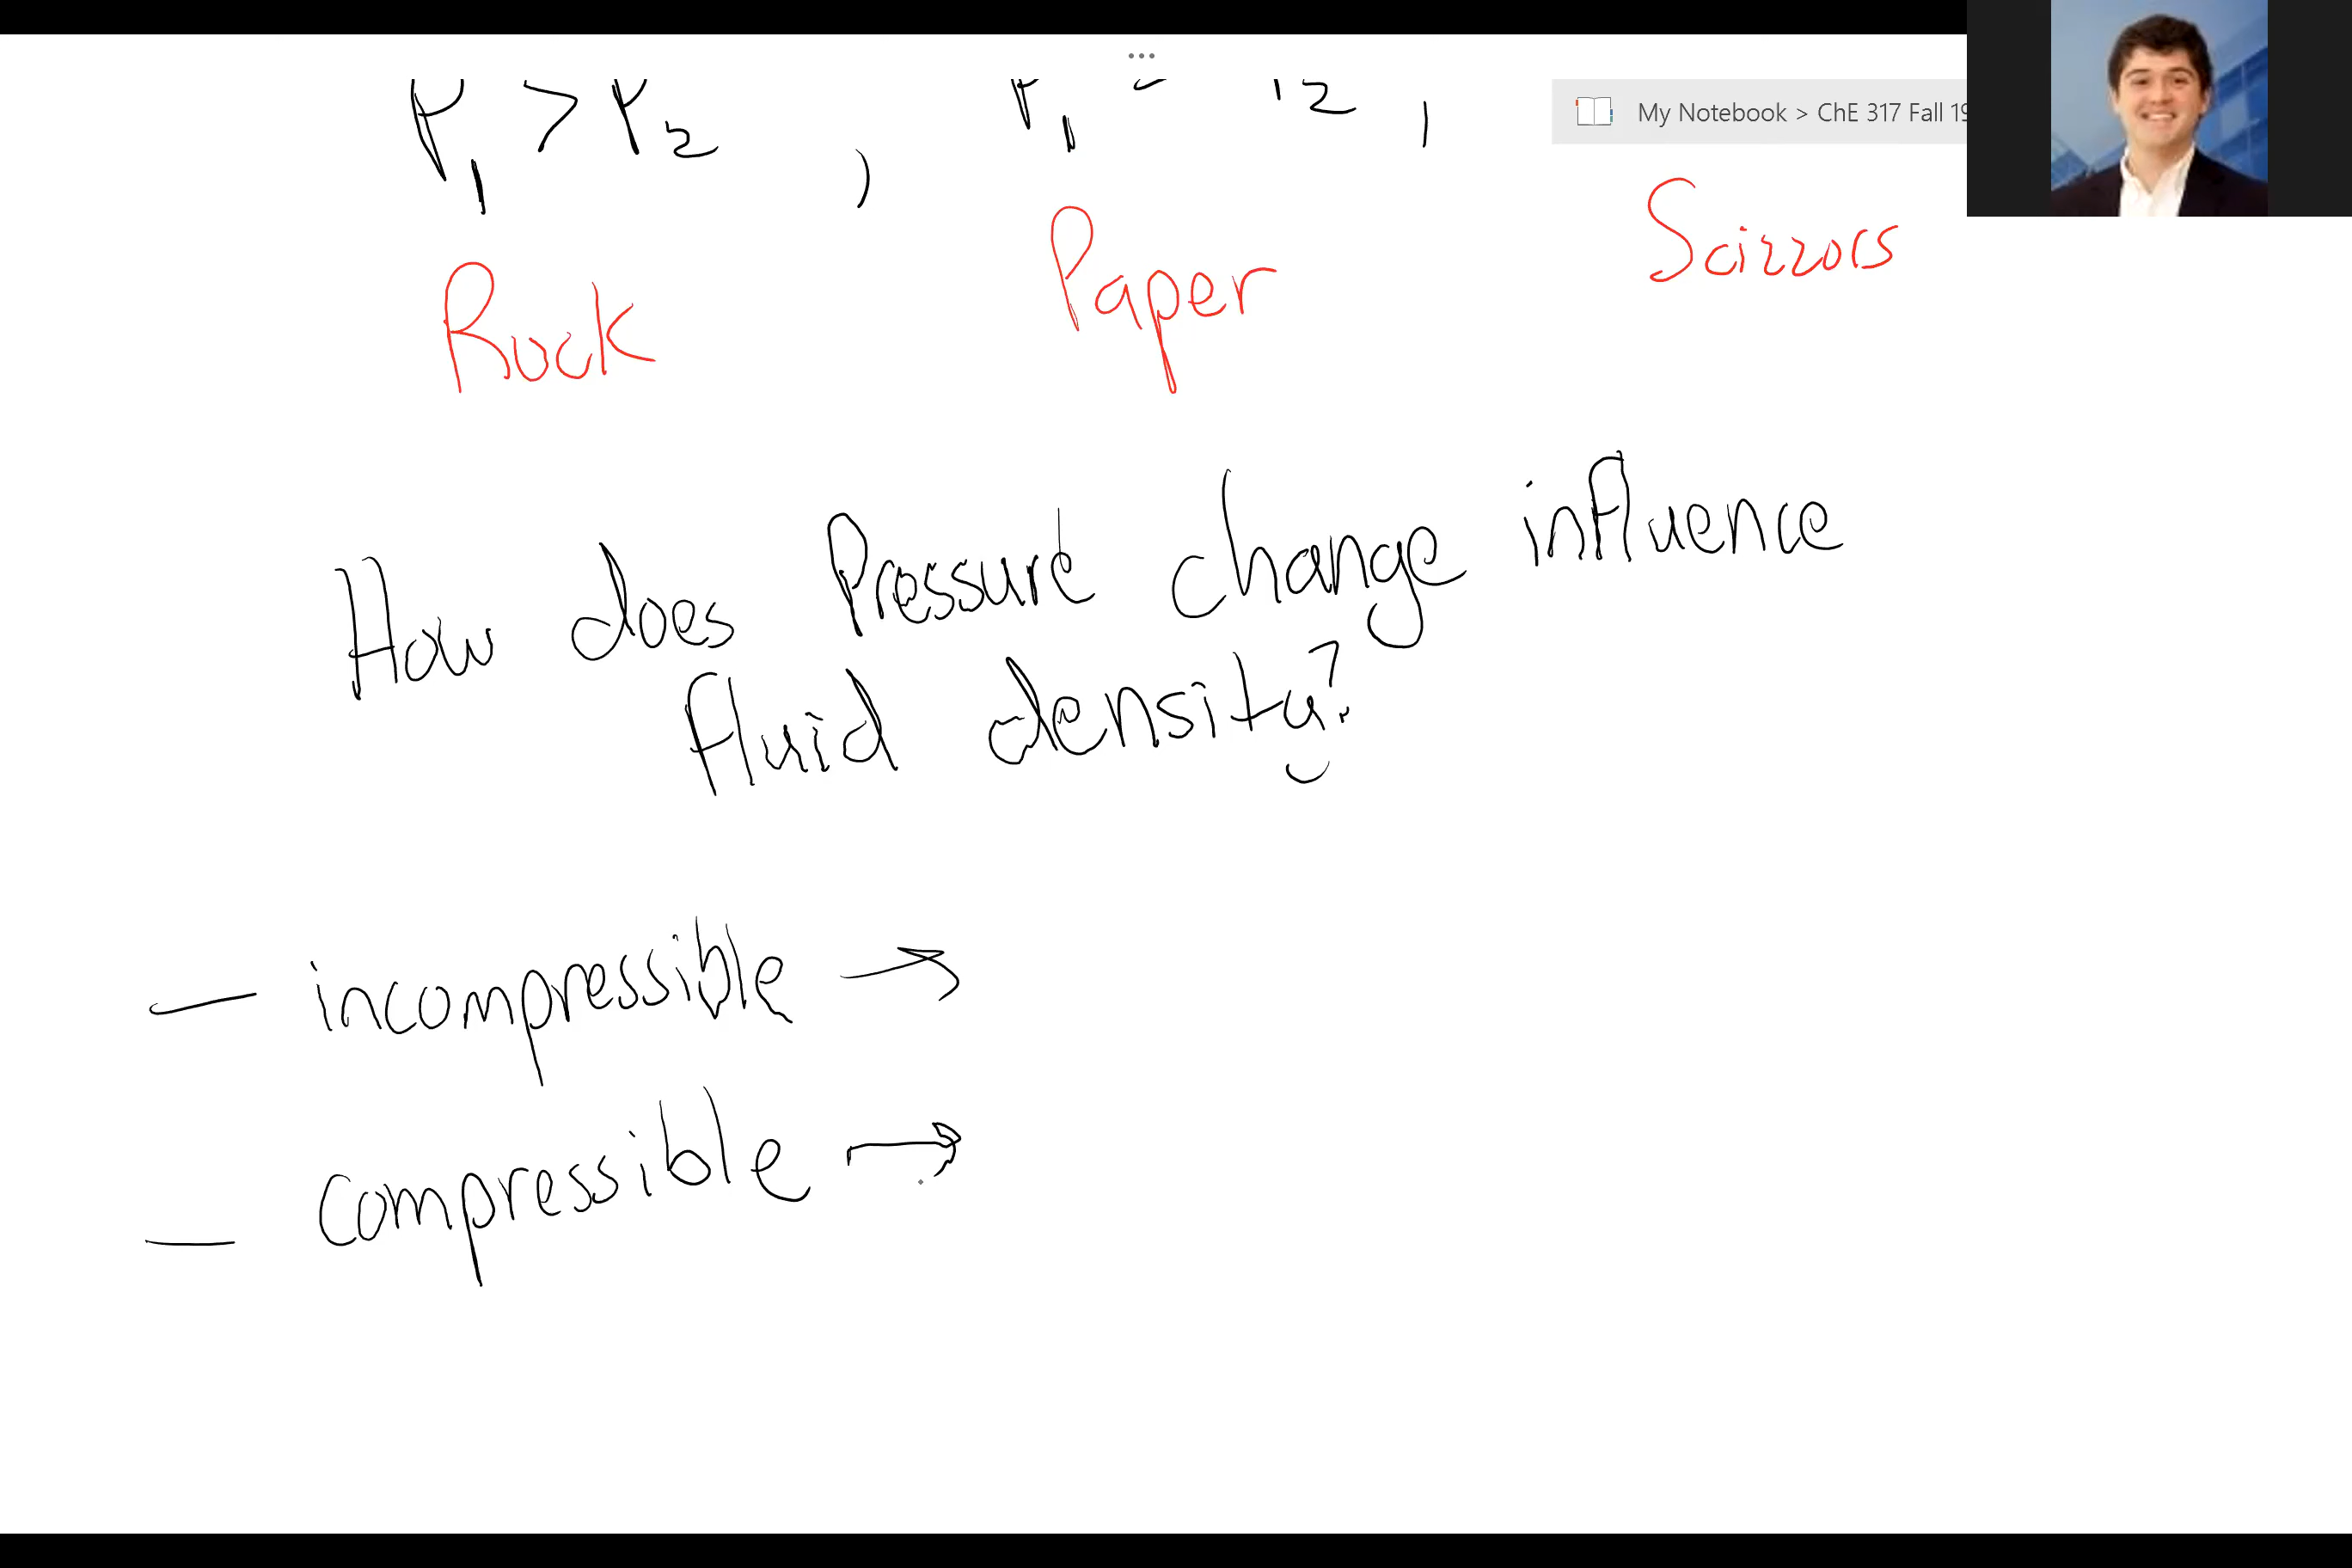 P₁ > P₂ ,
My Notebook > ChE 317 Fall 19
Rock
Paper
Scizzors
How does Pressure change influence
fluid density?
— incompressible →
— compressible →